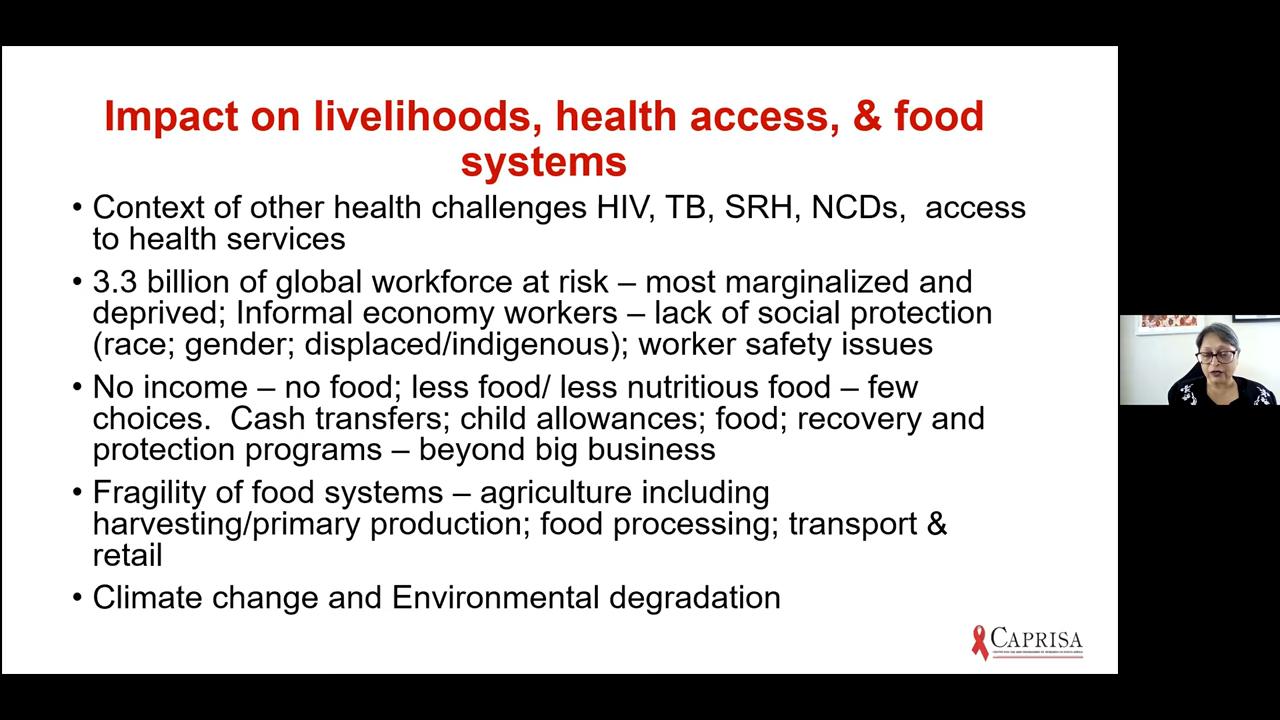 Impact on livelihoods, health access, & food
systems
• Context of other health challenges HIV, TB, SRH, NCDs,  access
to health services
• 3.3 billion of global workforce at risk – most marginalized and
deprived; Informal economy workers – lack of social protection
(race; gender; displaced/indigenous); worker safety issues
• No income – no food; less food/ less nutritious food – few
choices.  Cash transfers; child allowances; food; recovery and
protection programs – beyond big business
• Fragility of food systems – agriculture including
harvesting/primary production; food processing; transport &
retail
• Climate change and Environmental degradation
CAPRISA